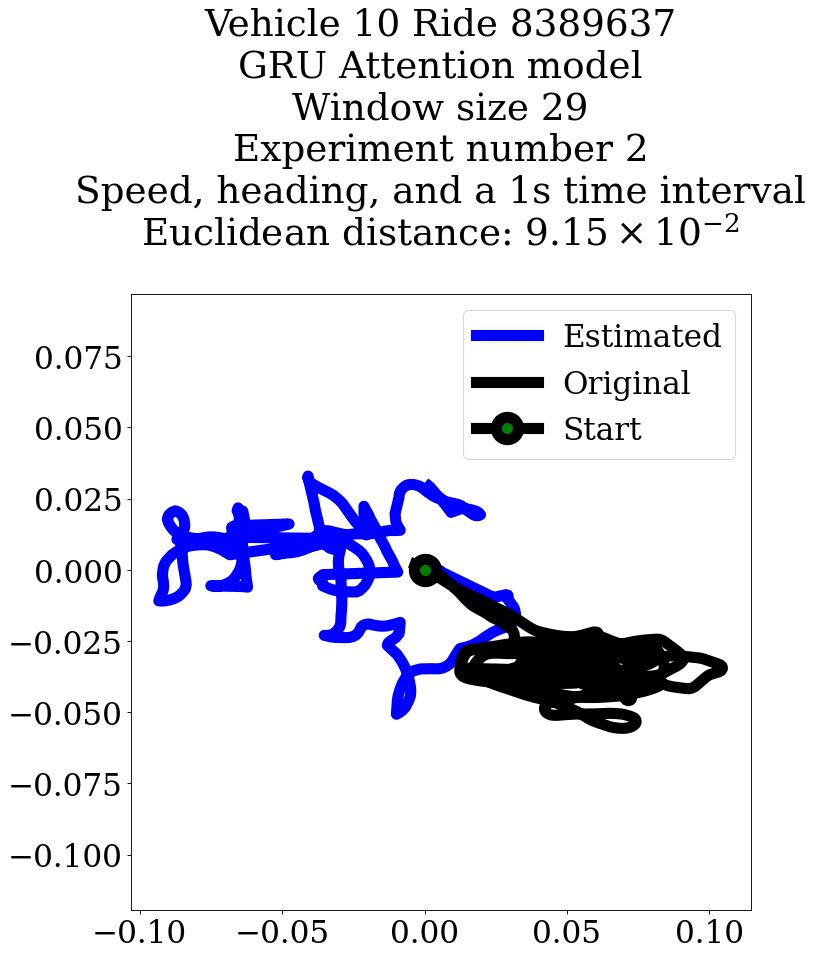 Vehicle 10 Ride 8389637
GRU Attention model
Window size 29
Experiment number 2
Speed, heading, and a 1s time interval
Euclidean distance: 9.15 × 10⁻²
Estimated
Original
Start
0.075
0.050
0.025
0.000
−0.025
−0.050
−0.075
−0.100
−0.10 −0.05 0.00 0.05 0.10